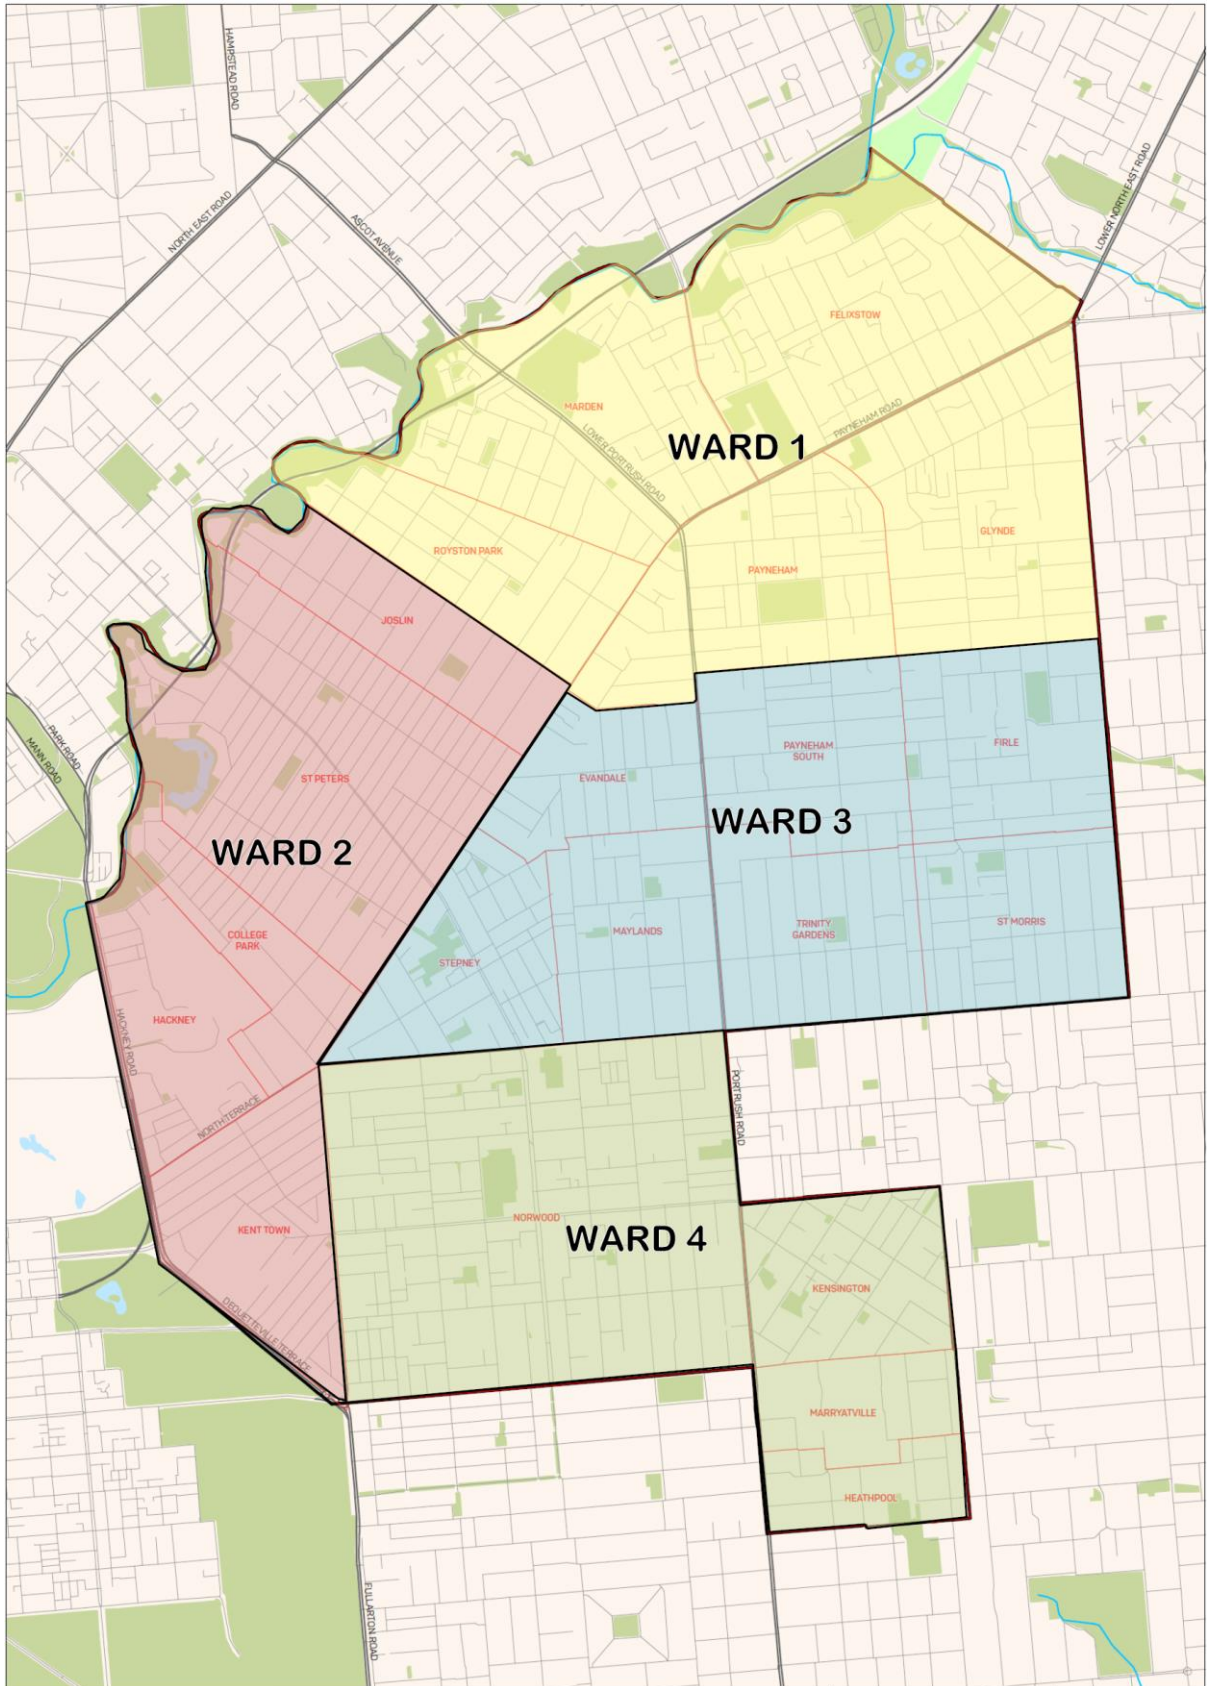 HAMPSTEAD ROAD
NORTH EAST ROAD
ASCOT AVENUE
LOWER NORTH EAST ROAD
FELIXSTOW
MARDEN
LOWER PORTRUSH ROAD
PAYNEHAM ROAD
WARD 1
ROYSTON PARK
PAYNEHAM
GLYNDE
JOSLIN
PARK ROAD
MANN ROAD
ST PETERS
EVANDALE
PAYNEHAM
SOUTH
FIRLE
WARD 2
WARD 3
COLLEGE
PARK
STEPNEY
MAYLANDS
TRINITY
GARDENS
ST MORRIS
HACKNEY
HACKNEY ROAD
NORTH TERRACE
PORTRUSH ROAD
KENT TOWN
NORWOOD
WARD 4
KENSINGTON
DEQUETTEVILLE TERRACE
MARRYATVILLE
HEATHPOOL
FULLARTON ROAD